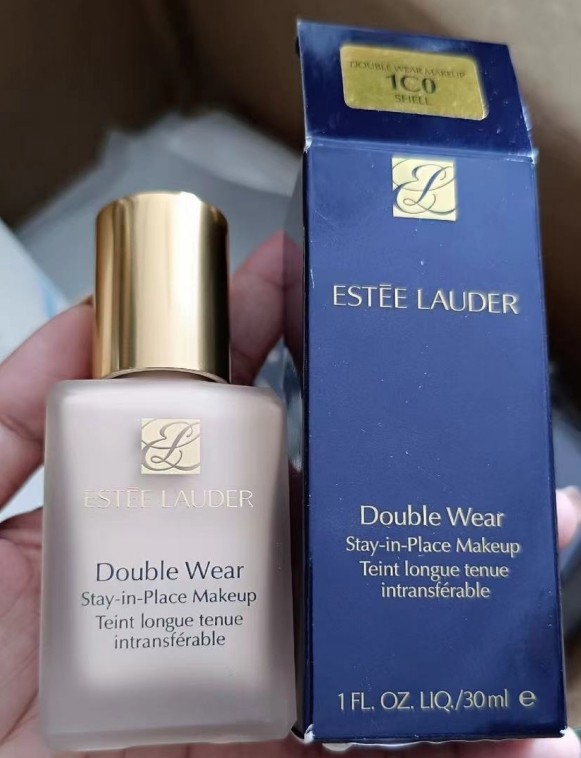 DOUBLE WEAR MAKEUP
1C0
SHELL
ESTĒE LAUDER
Double Wear
Stay-in-Place Makeup
Teint longue tenue
intransférable
1 FL. OZ. LIQ./30ml e
ESTĒE LAUDER
Double Wear
Stay-in-Place Makeup
Teint longue tenue
intransférable